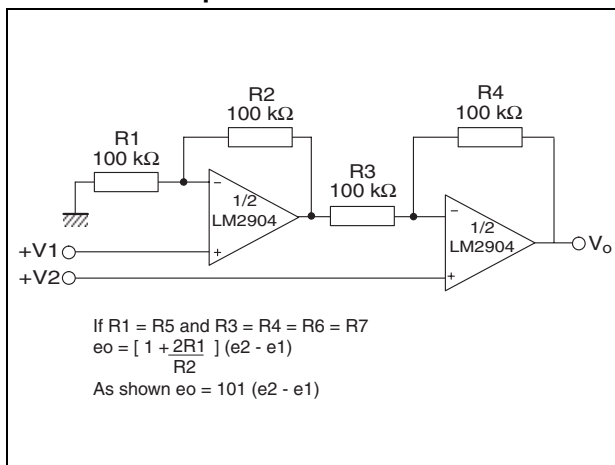 R2
100 kΩ
R4
100 kΩ
R1
100 kΩ
R3
100 kΩ
-
1/2
LM2904
+
-
1/2
LM2904
+
Vo
+V1
+V2
If R1 = R5 and R3 = R4 = R6 = R7
eo = [ 1 + 2R1 ] (e2 - e1)
R2
As shown eo = 101 (e2 - e1)